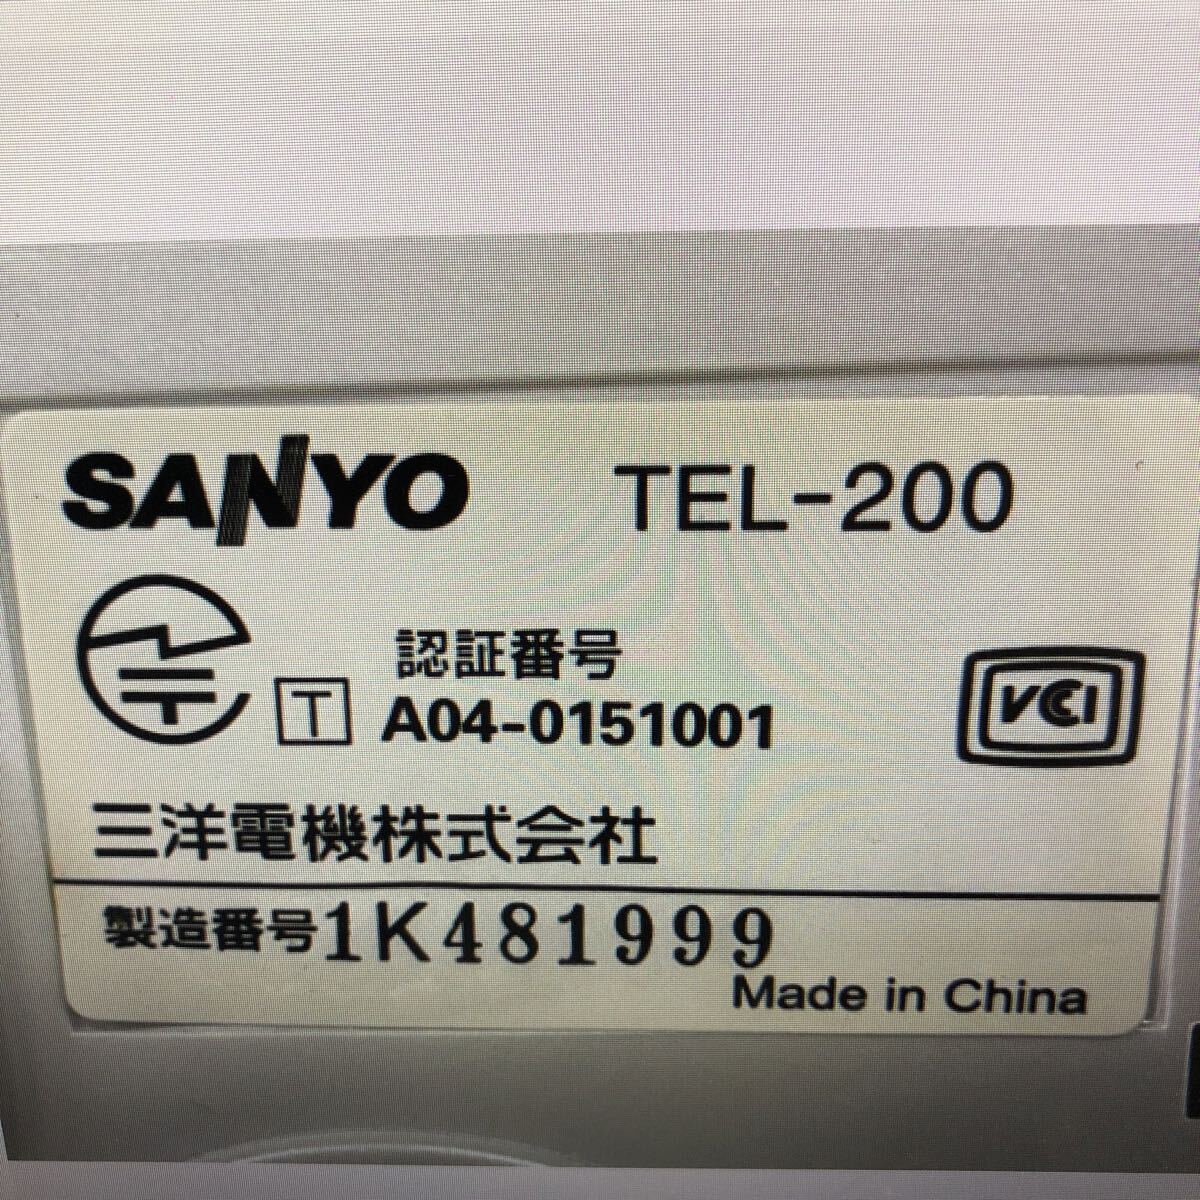 SANYO TEL-200
認証番号
T A04-0151001
VCI
三洋電機株式会社
製造番号1K481999
Made in China